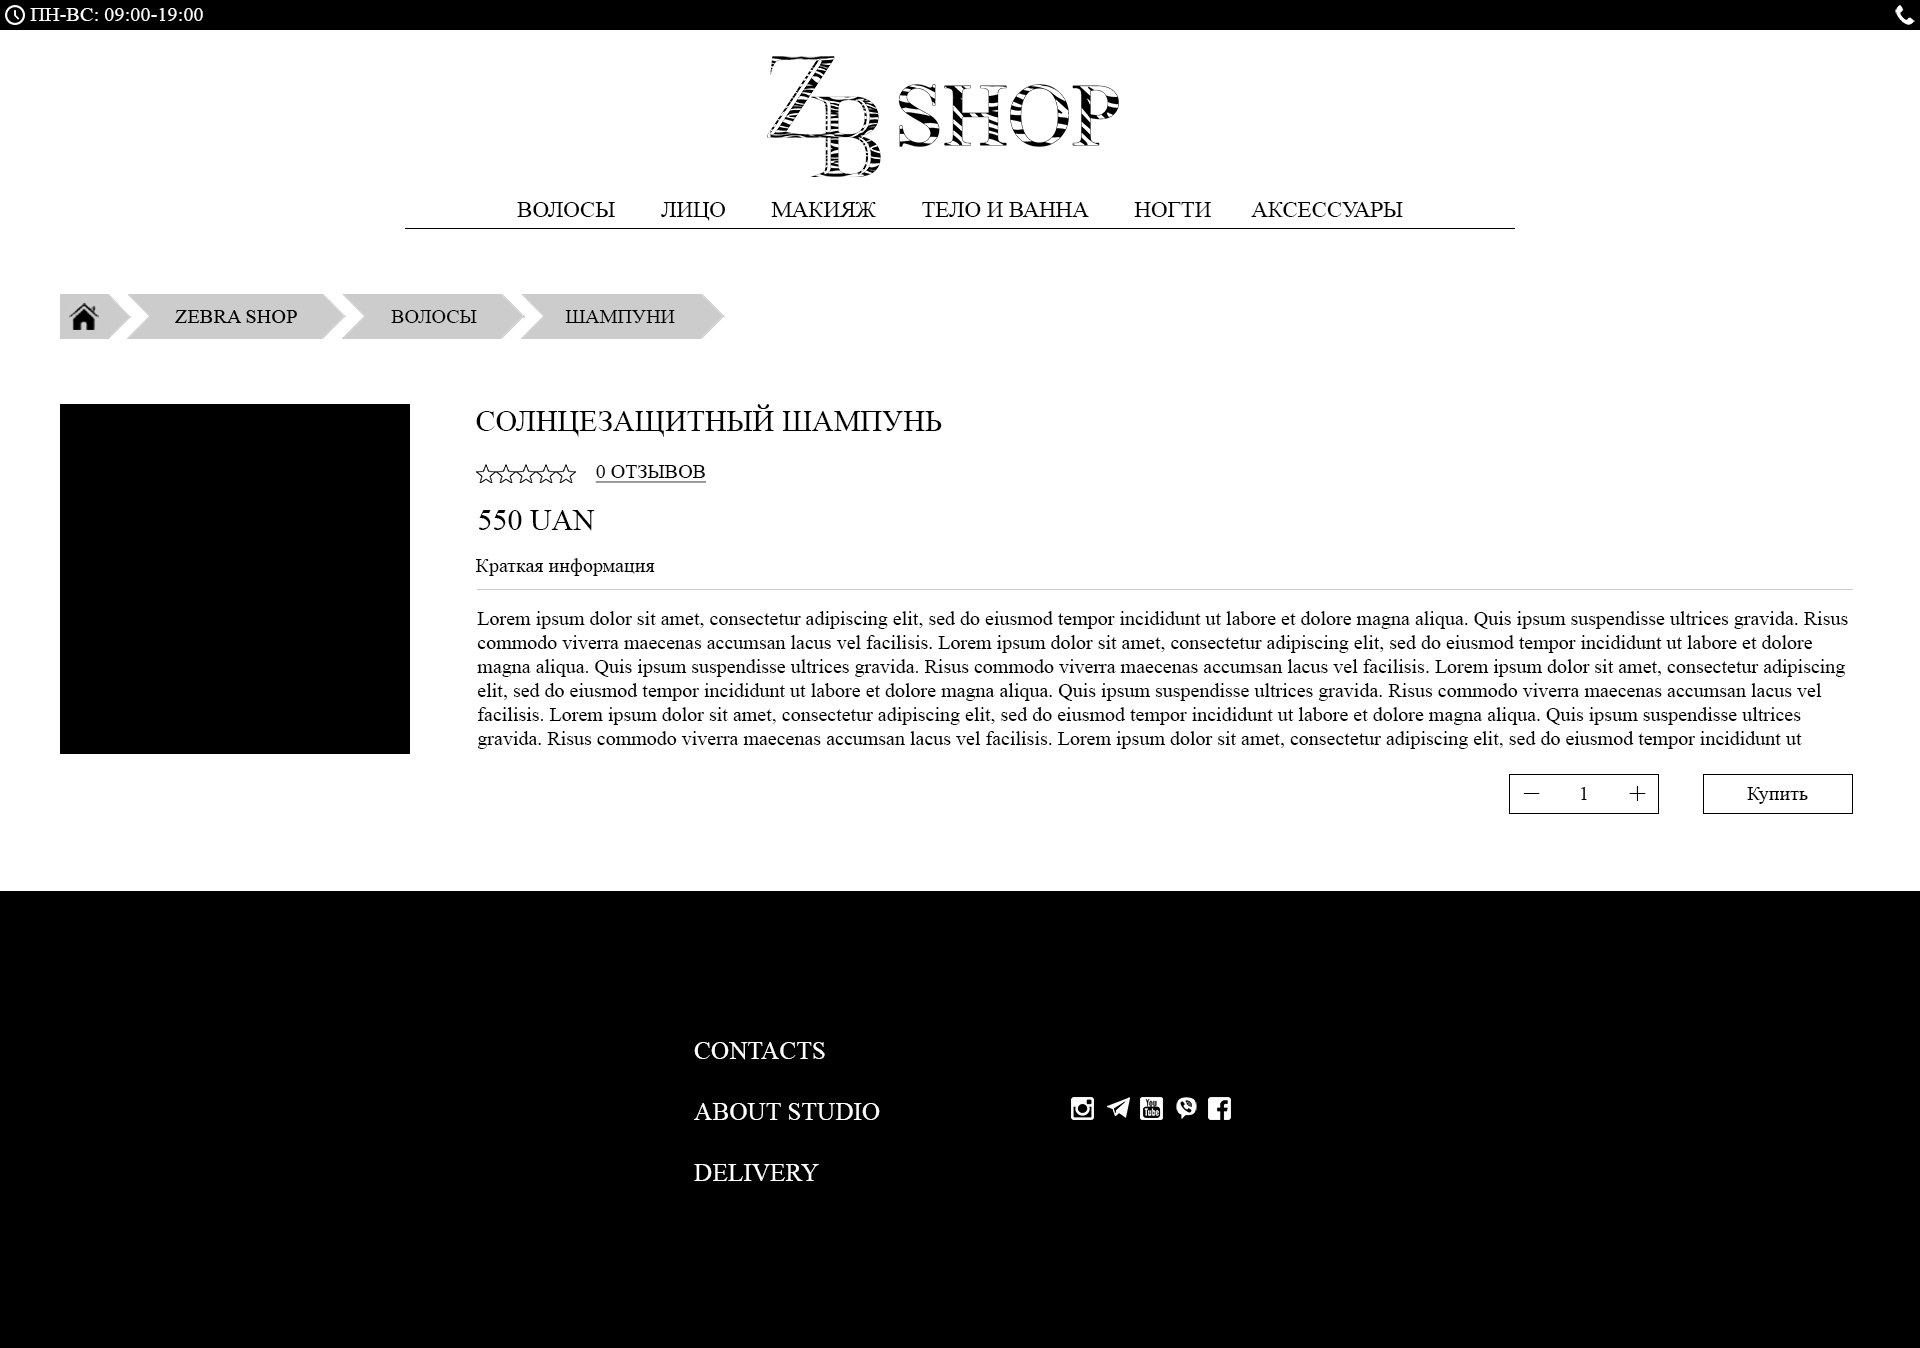 ПН-ВС: 09:00-19:00
ZB SHOP
ВОЛОСЫ ЛИЦО МАКИЯЖ ТЕЛО И ВАННА НОГТИ АКСЕССУАРЫ
ZEBRA SHOP ВОЛОСЫ ШАМПУНИ
СОЛНЦЕЗАЩИТНЫЙ ШАМПУНЬ
0 ОТЗЫВОВ
550 UAN
Краткая информация
Lorem ipsum dolor sit amet, consectetur adipiscing elit, sed do eiusmod tempor incididunt ut labore et dolore magna aliqua. Quis ipsum suspendisse ultrices gravida. Risus
commodo viverra maecenas accumsan lacus vel facilisis. Lorem ipsum dolor sit amet, consectetur adipiscing elit, sed do eiusmod tempor incididunt ut labore et dolore
magna aliqua. Quis ipsum suspendisse ultrices gravida. Risus commodo viverra maecenas accumsan lacus vel facilisis. Lorem ipsum dolor sit amet, consectetur adipiscing
elit, sed do eiusmod tempor incididunt ut labore et dolore magna aliqua. Quis ipsum suspendisse ultrices gravida. Risus commodo viverra maecenas accumsan lacus vel
facilisis. Lorem ipsum dolor sit amet, consectetur adipiscing elit, sed do eiusmod tempor incididunt ut labore et dolore magna aliqua. Quis ipsum suspendisse ultrices
gravida. Risus commodo viverra maecenas accumsan lacus vel facilisis. Lorem ipsum dolor sit amet, consectetur adipiscing elit, sed do eiusmod tempor incididunt ut
— 1 + Купить
CONTACTS
ABOUT STUDIO
You Tube
DELIVERY